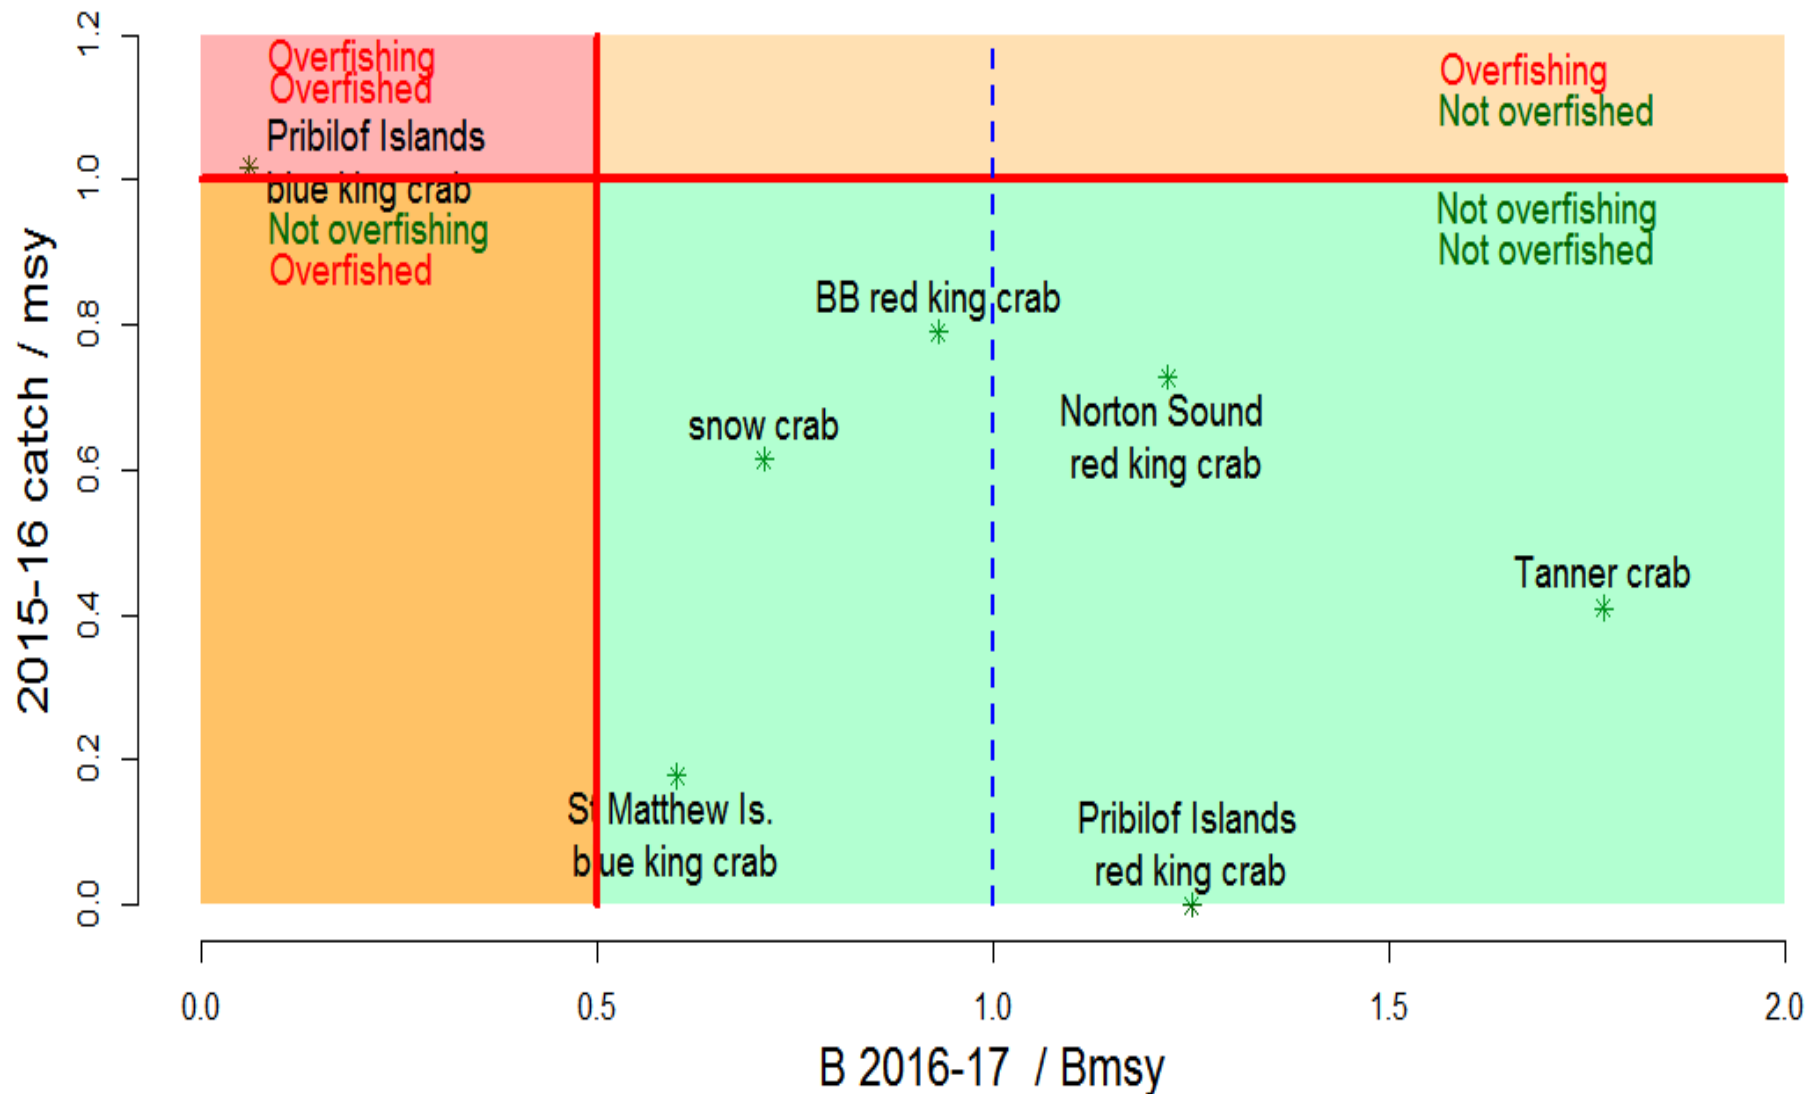 1.2
1.0
0.8
0.6
0.4
0.2
0.0
2015-16 catch / msy
Overfishing
Overfished
Pribilof Islands
blue king crab
Not overfishing
Overfished
Overfishing
Not overfished
Not overfishing
Not overfished
BB red king crab
snow crab
Norton Sound
red king crab
Tanner crab
St Matthew Is.
blue king crab
Pribilof Islands
red king crab
0.0
0.5
1.0
1.5
2.0
B 2016-17 / Bmsy